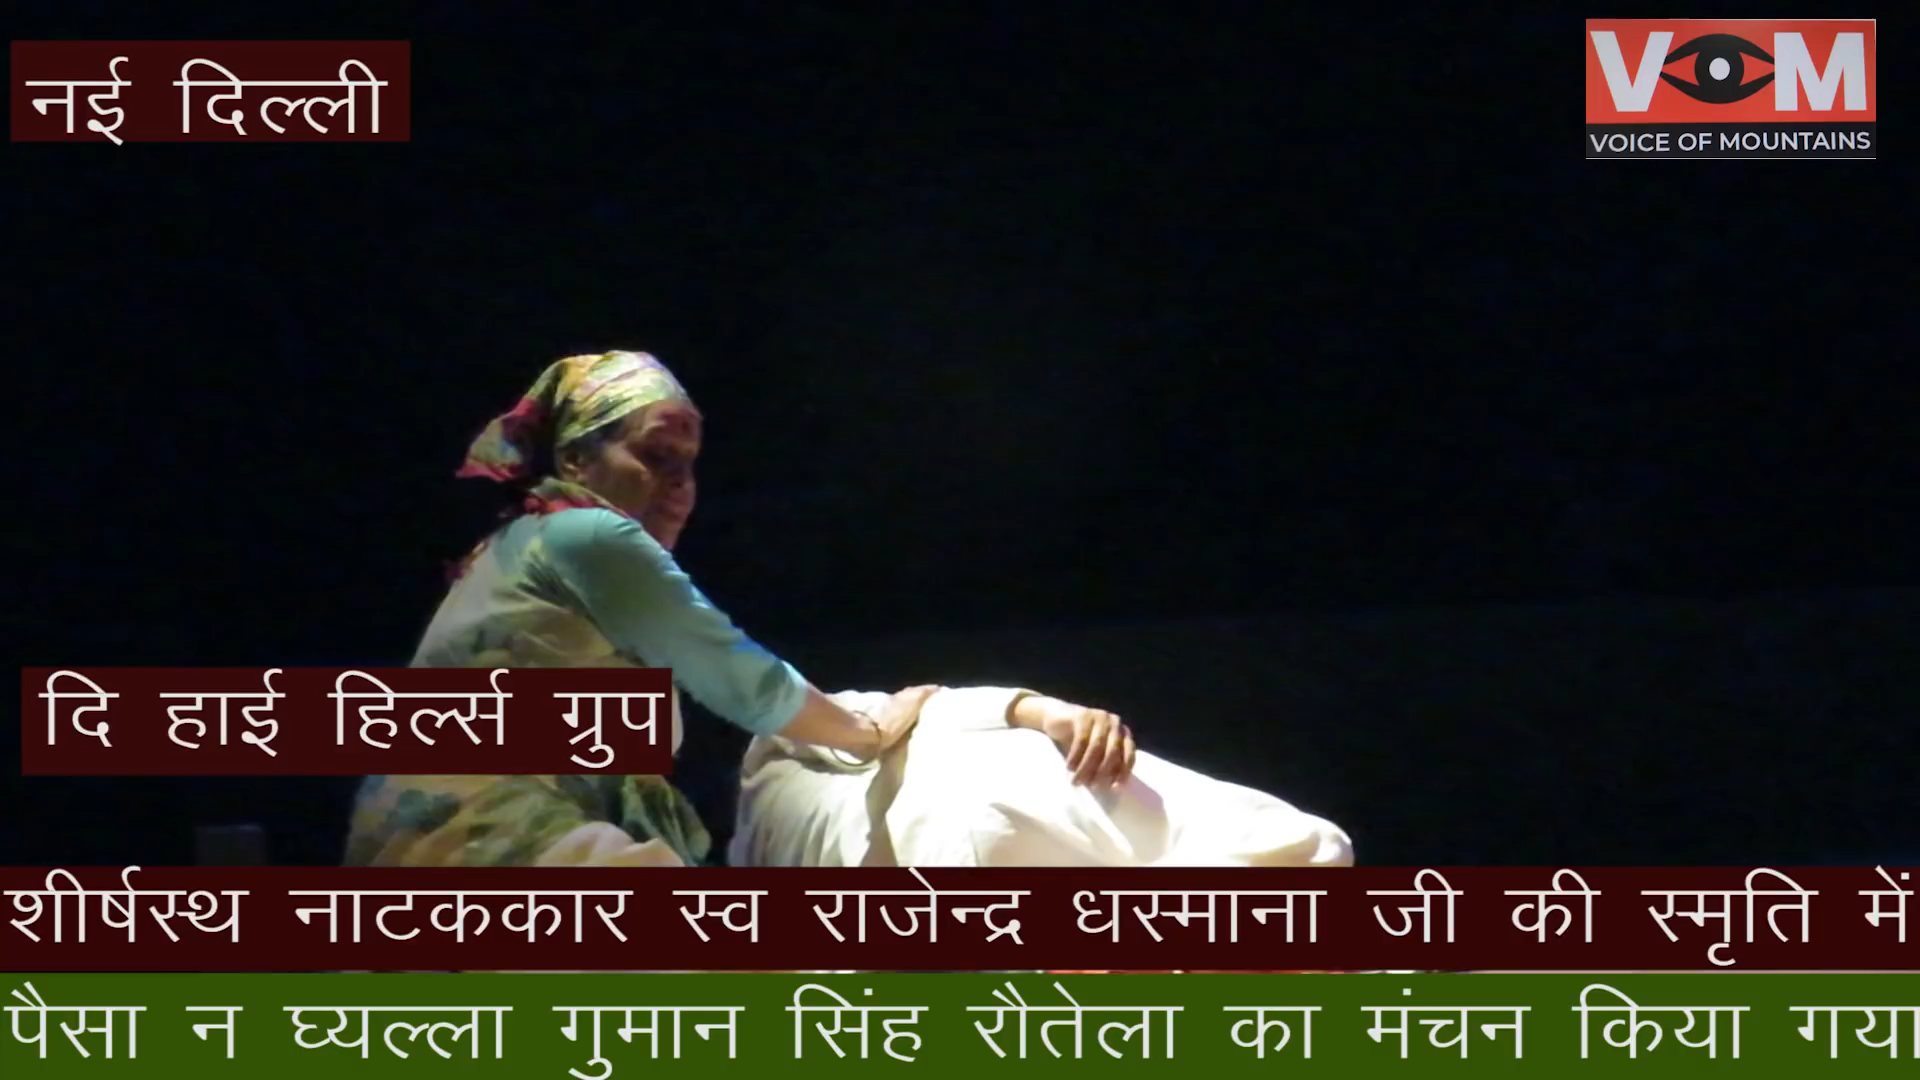 नई दिल्ली
VOM
VOICE OF MOUNTAINS
दि हाई हिर्ल्स ग्रुप
शीर्षस्थ नाटककार स्व राजेन्द्र धस्माना जी की स्मृति में
पैसा न घ्यल्ला गुमान सिंह रौतेला का मंचन किया गया